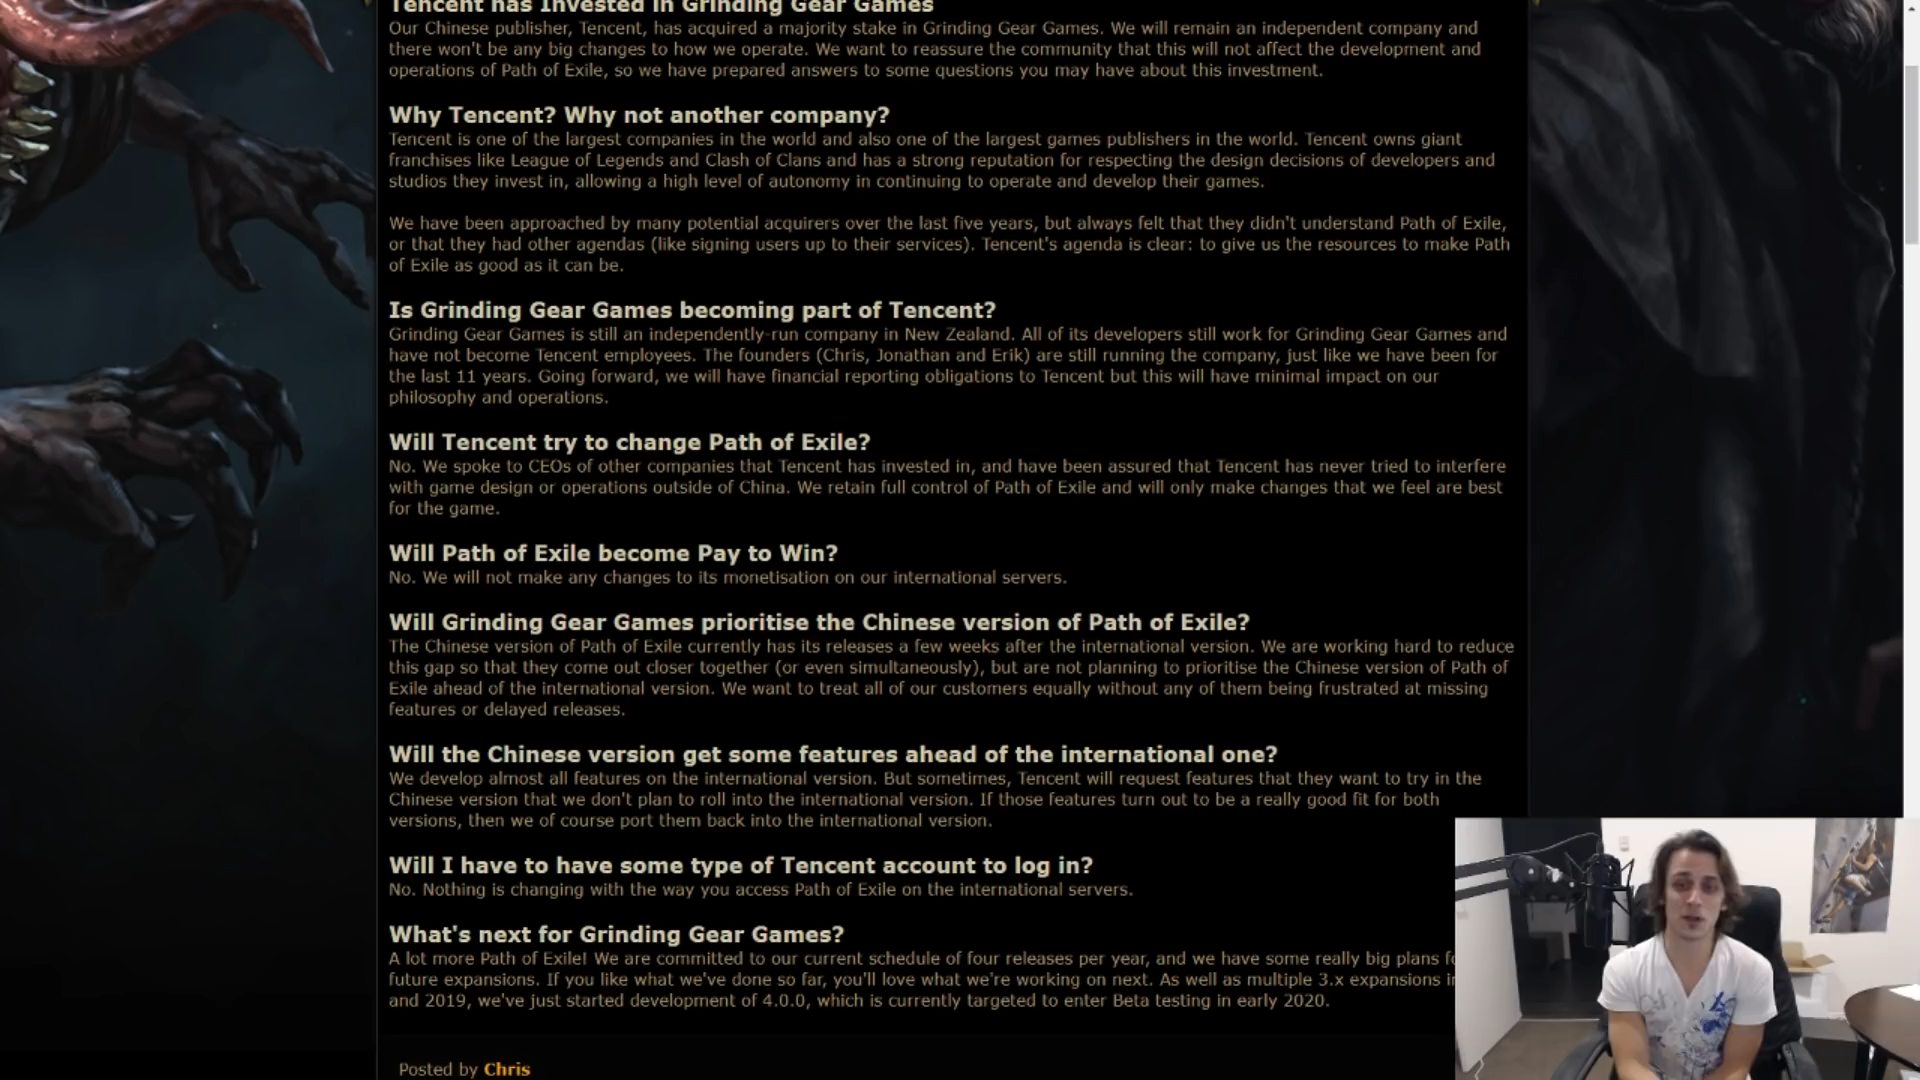 Tencent has Invested in Grinding Gear Games
Our Chinese publisher, Tencent, has acquired a majority stake in Grinding Gear Games. We will remain an independent company and
there won't be any big changes to how we operate. We want to reassure the community that this will not affect the development and
operations of Path of Exile, so we have prepared answers to some questions you may have about this investment.
Why Tencent? Why not another company?
Tencent is one of the largest companies in the world and also one of the largest games publishers in the world. Tencent owns giant
franchises like League of Legends and Clash of Clans and has a strong reputation for respecting the design decisions of developers and
studios they invest in, allowing a high level of autonomy in continuing to operate and develop their games.
We have been approached by many potential acquirers over the last five years, but always felt that they didn't understand Path of Exile,
or that they had other agendas (like signing users up to their services). Tencent's agenda is clear: to give us the resources to make Path
of Exile as good as it can be.
Is Grinding Gear Games becoming part of Tencent?
Grinding Gear Games is still an independently-run company in New Zealand. All of its developers still work for Grinding Gear Games and
have not become Tencent employees. The founders (Chris, Jonathan and Erik) are still running the company, just like we have been for
the last 11 years. Going forward, we will have financial reporting obligations to Tencent but this will have minimal impact on our
philosophy and operations.
Will Tencent try to change Path of Exile?
No. We spoke to CEOs of other companies that Tencent has invested in, and have been assured that Tencent has never tried to interfere
with game design or operations outside of China. We retain full control of Path of Exile and will only make changes that we feel are best
for the game.
Will Path of Exile become Pay to Win?
No. We will not make any changes to its monetisation on our international servers.
Will Grinding Gear Games prioritise the Chinese version of Path of Exile?
The Chinese version of Path of Exile currently has its releases a few weeks after the international version. We are working hard to reduce
this gap so that they come out closer together (or even simultaneously), but are not planning to prioritise the Chinese version of Path of
Exile ahead of the international version. We want to treat all of our customers equally without any of them being frustrated at missing
features or delayed releases.
Will the Chinese version get some features ahead of the international one?
We develop almost all features on the international version. But sometimes, Tencent will request features that they want to try in the
Chinese version that we don't plan to roll into the international version. If those features turn out to be a really good fit for both
versions, then we of course port them back into the international version.
Will I have to have some type of Tencent account to log in?
No. Nothing is changing with the way you access Path of Exile on the international servers.
What's next for Grinding Gear Games?
A lot more Path of Exile! We are committed to our current schedule of four releases per year, and we have some really big plans
future expansions. If you like what we've done so far, you'll love what we're working on next. As well as multiple 3.x expansions
and 2019, we've just started development of 4.0.0, which is currently targeted to enter Beta testing in early 2020.
Posted by Chris